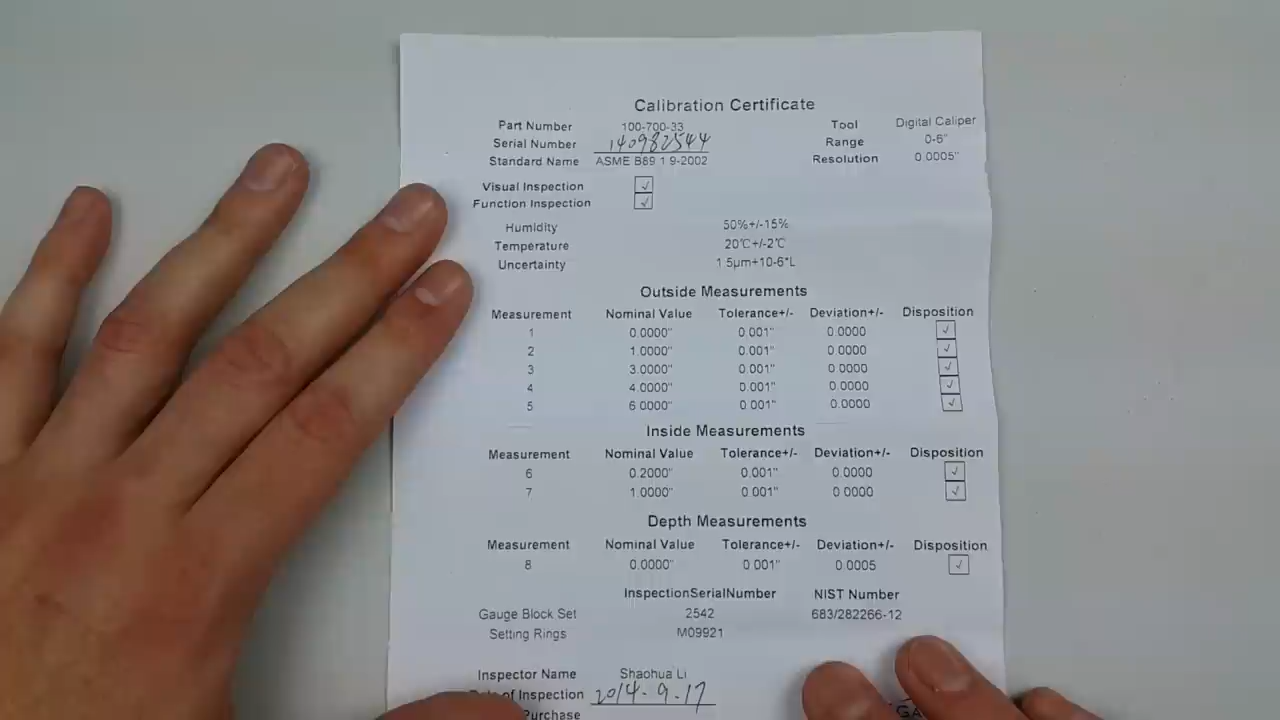 Calibration Certificate
Part Number 100-700-33 Tool Digital Caliper
Serial Number 140982544 Range 0-6"
Standard Name ASME B89 1 9-2002 Resolution 0.0005"
Visual Inspection √
Function Inspection √
Humidity 50%+/-15%
Temperature 20℃+/-2℃
Uncertainty 1 5μm+10-6*L
Outside Measurements
Measurement Nominal Value Tolerance+/- Deviation+/- Disposition
1 0.0000" 0 001" 0.0000 √
2 1.0000" 0 001" 0.0000 √
3 3.0000" 0 001" 0 0000 √
4 4.0000" 0 001" 0.0000 √
5 6 0000" 0 001" 0.0000 √
Inside Measurements
Measurement Nominal Value Tolerance+/- Deviation+/- Disposition
6 0.2000" 0.001" 0.0000 √
7 1.0000" 0 001" 0 0000 √
Depth Measurements
Measurement Nominal Value Tolerance+/- Deviation+/- Disposition
8 0.0000" 0 001" 0.0005 √
InspectionSerialNumber NIST Number
Gauge Block Set 2542 683/282266-12
Setting Rings M09921
Inspector Name Shaohua Li
of Inspection 2014-9-17
Purchase